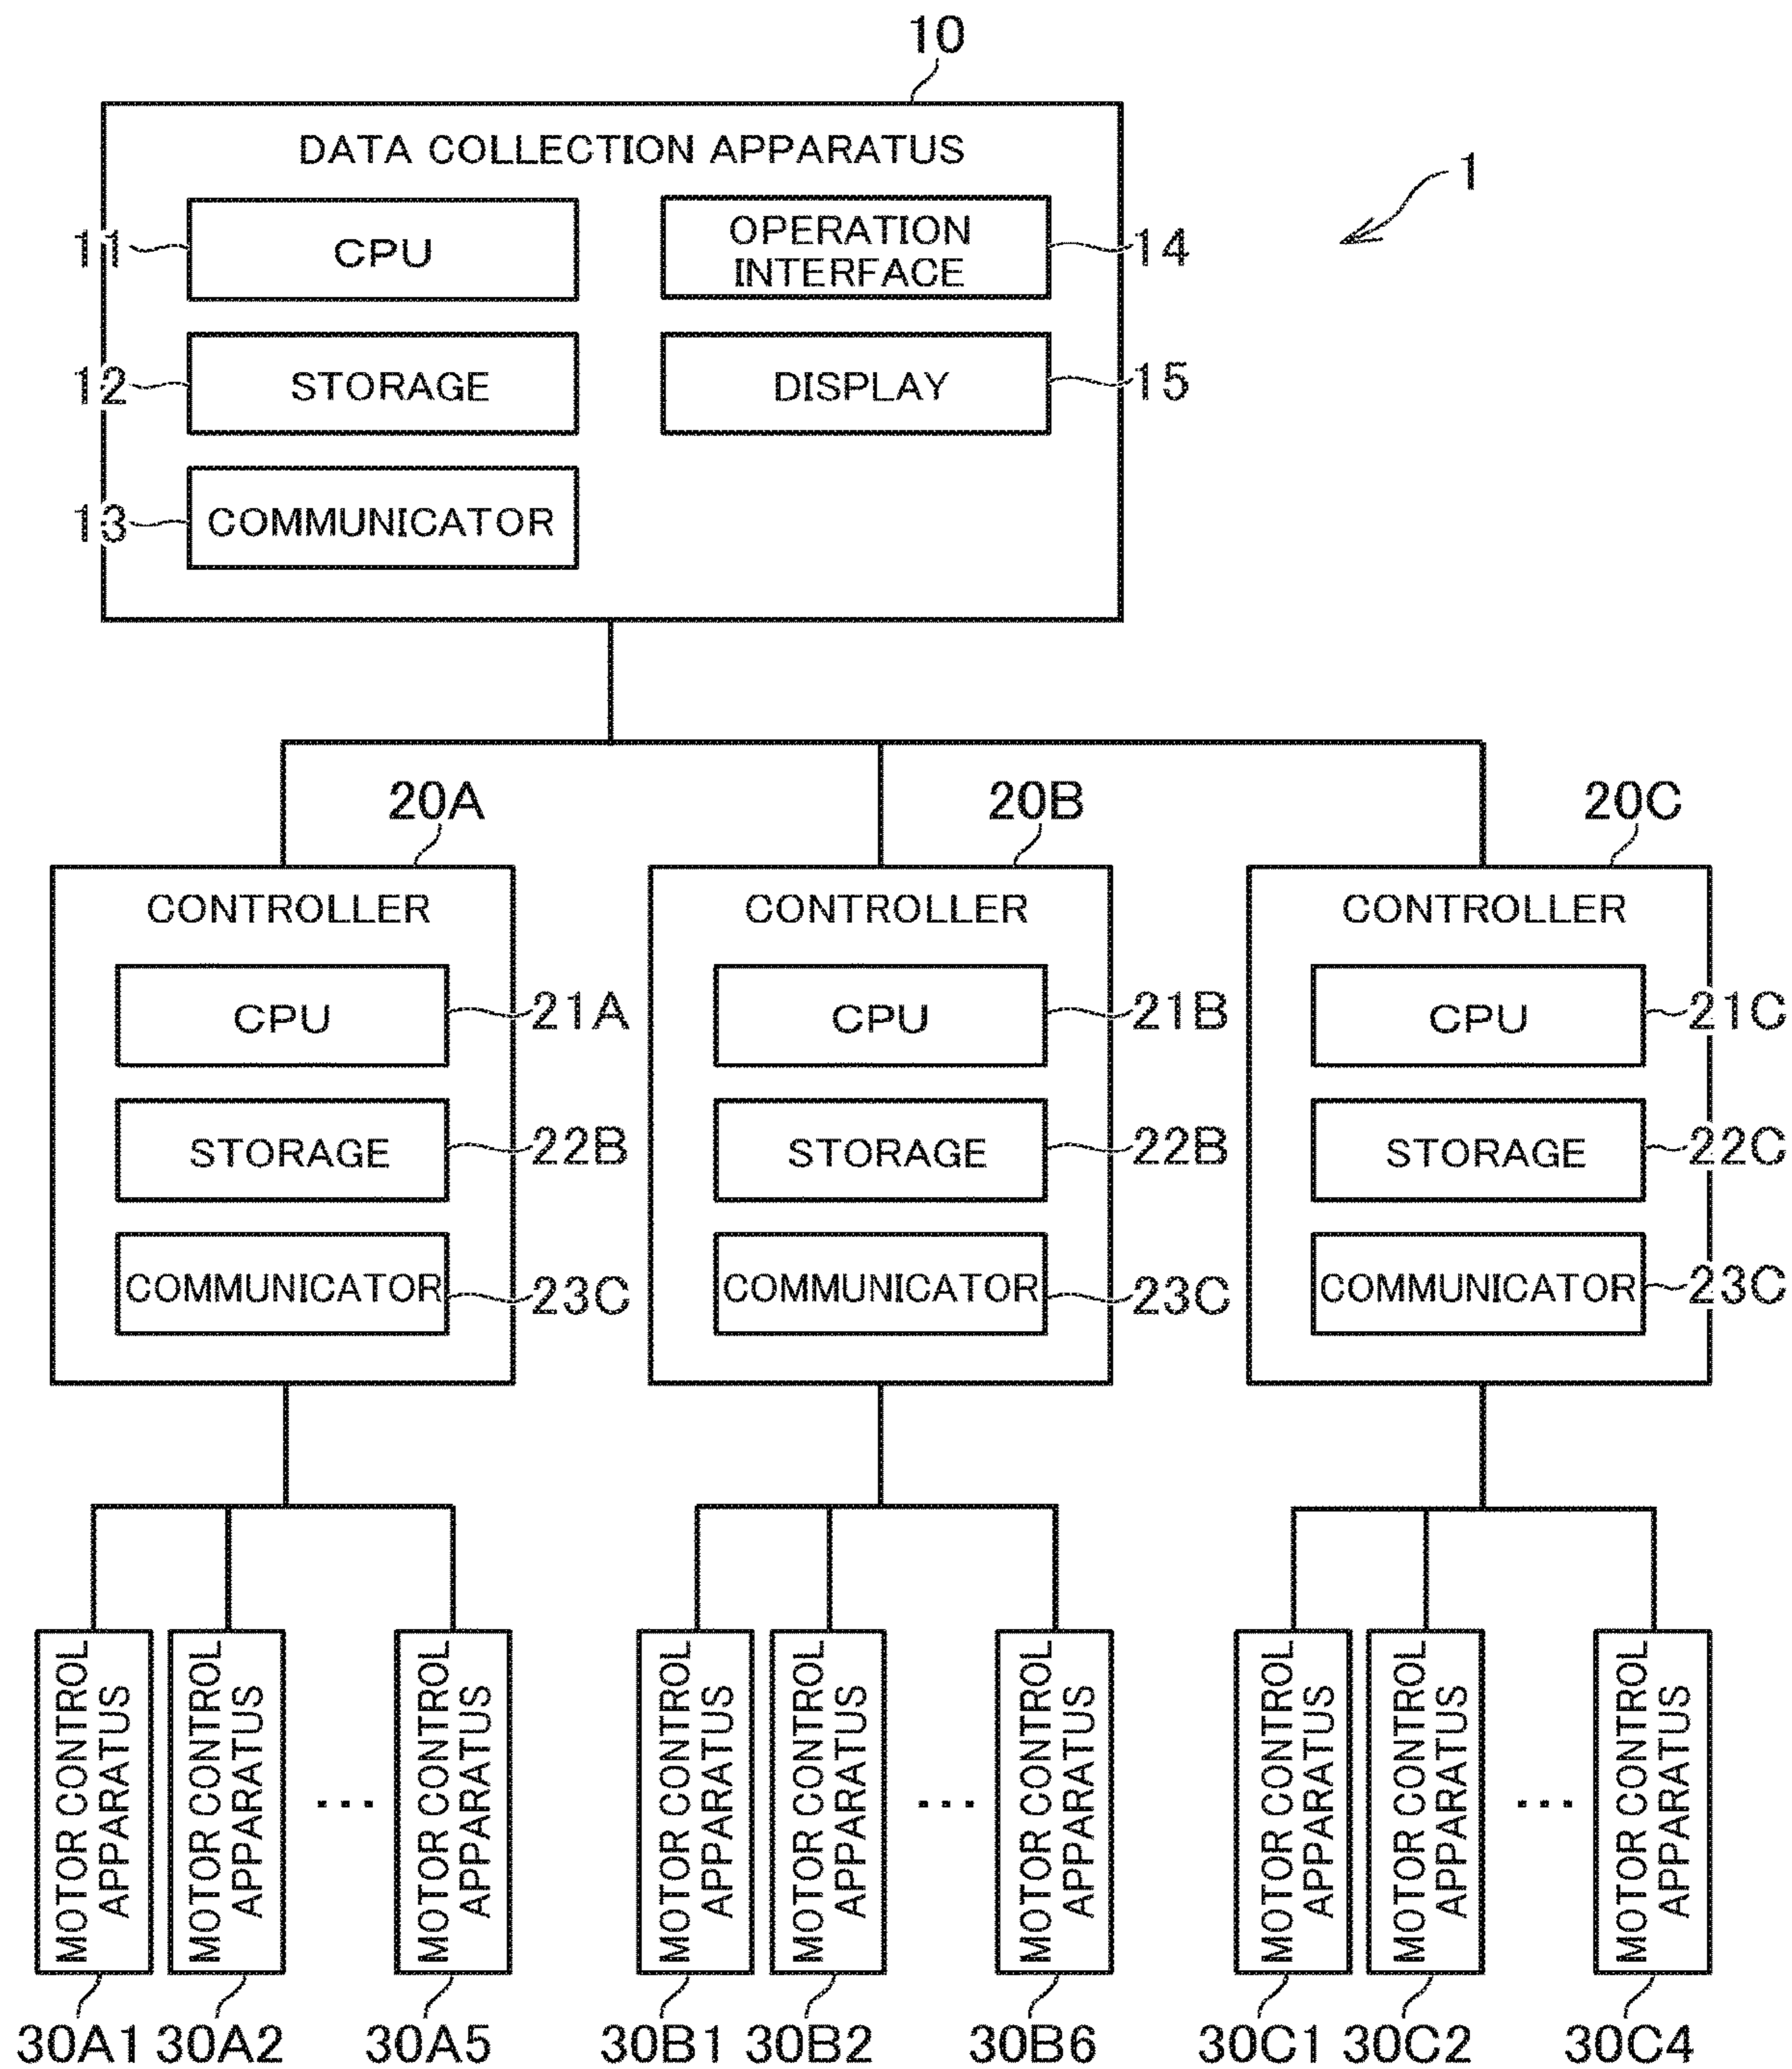 10
DATA COLLECTION APPARATUS
1
11
CPU
OPERATION
INTERFACE
14
12
STORAGE
DISPLAY
15
13
COMMUNICATOR
20A
20B
20C
CONTROLLER
CONTROLLER
CONTROLLER
CPU
21A
CPU
21B
CPU
21C
STORAGE
22B
STORAGE
22B
STORAGE
22C
COMMUNICATOR
23C
COMMUNICATOR
23C
COMMUNICATOR
23C
MOTOR CONTROL
APPARATUS
MOTOR CONTROL
APPARATUS
...
MOTOR CONTROL
APPARATUS
MOTOR CONTROL
APPARATUS
MOTOR CONTROL
APPARATUS
...
MOTOR CONTROL
APPARATUS
MOTOR CONTROL
APPARATUS
MOTOR CONTROL
APPARATUS
...
MOTOR CONTROL
APPARATUS
30A1
30A2
30A5
30B1
30B2
30B6
30C1
30C2
30C4